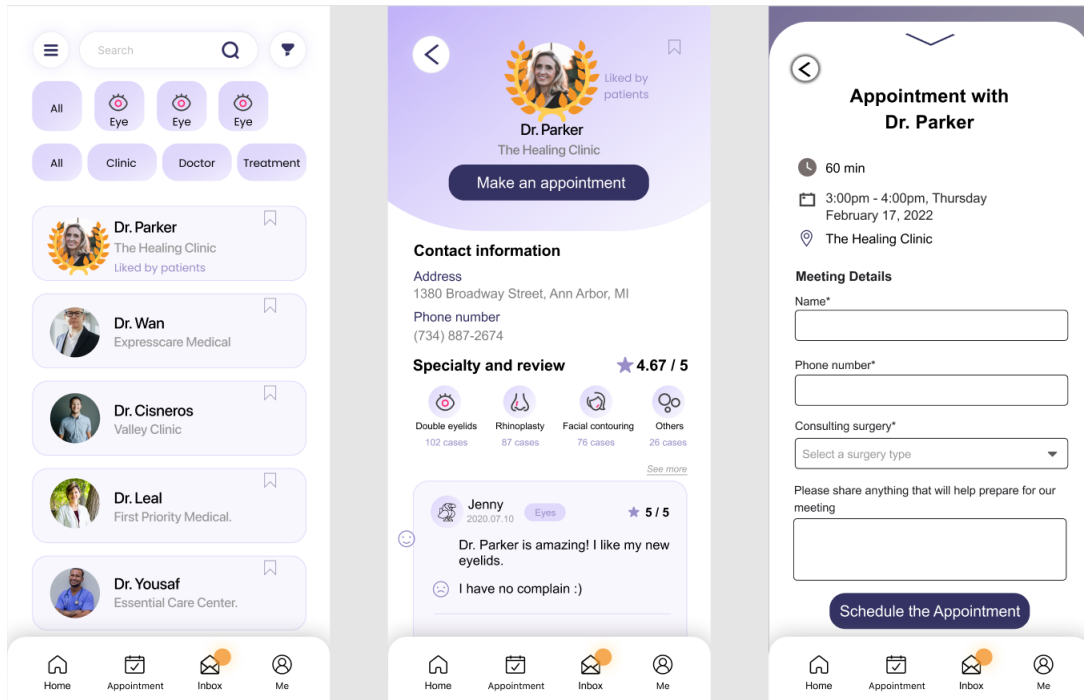 Search
All
Eye
Eye
Eye
All
Clinic
Doctor
Treatment
Dr. Parker
The Healing Clinic
Liked by patients
Dr. Wan
Expresscare Medical
Dr. Cisneros
Valley Clinic
Dr. Leal
First Priority Medical.
Dr. Yousaf
Essential Care Center.
Home
Appointment
Inbox
Me
Liked by
patients
Dr. Parker
The Healing Clinic
Make an appointment
Contact information
Address
1380 Broadway Street, Ann Arbor, MI
Phone number
(734) 887-2674
Specialty and review
4.67 / 5
Double eyelids
Rhinoplasty
Facial contouring
Others
102 cases
87 cases
76 cases
26 cases
See more
Jenny
2020.07.10
Eyes
5 / 5
Dr. Parker is amazing! I like my new
eyelids.
I have no complain :)
Home
Appointment
Inbox
Me
Appointment with
Dr. Parker
60 min
3:00pm - 4:00pm, Thursday
February 17, 2022
The Healing Clinic
Meeting Details
Name*
Phone number*
Consulting surgery*
Select a surgery type
Please share anything that will help prepare for our
meeting
Schedule the Appointment
Home
Appointment
Inbox
Me